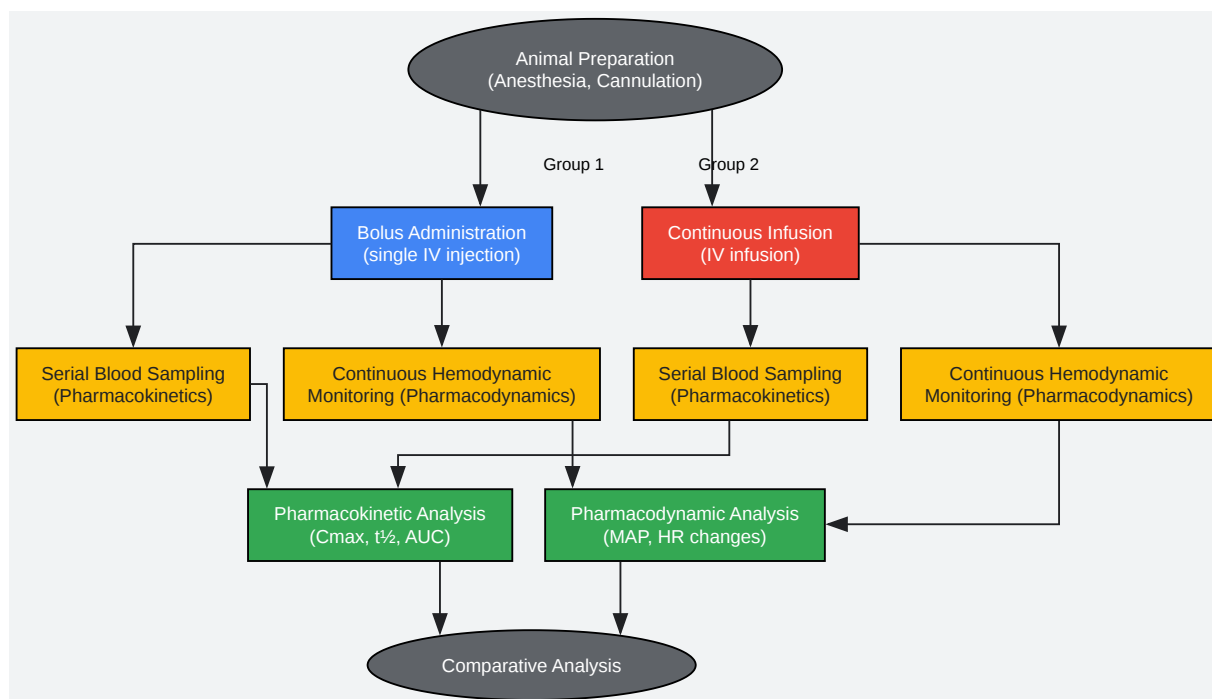 Animal Preparation
(Anesthesia, Cannulation)
Group 1
Group 2
Bolus Administration
(single IV injection)
Continuous Infusion
(IV infusion)
Serial Blood Sampling
(Pharmacokinetics)
Continuous Hemodynamic
Monitoring (Pharmacodynamics)
Serial Blood Sampling
(Pharmacokinetics)
Continuous Hemodynamic
Monitoring (Pharmacodynamics)
Pharmacokinetic Analysis
(Cmax, t½, AUC)
Pharmacodynamic Analysis
(MAP, HR changes)
Comparative Analysis